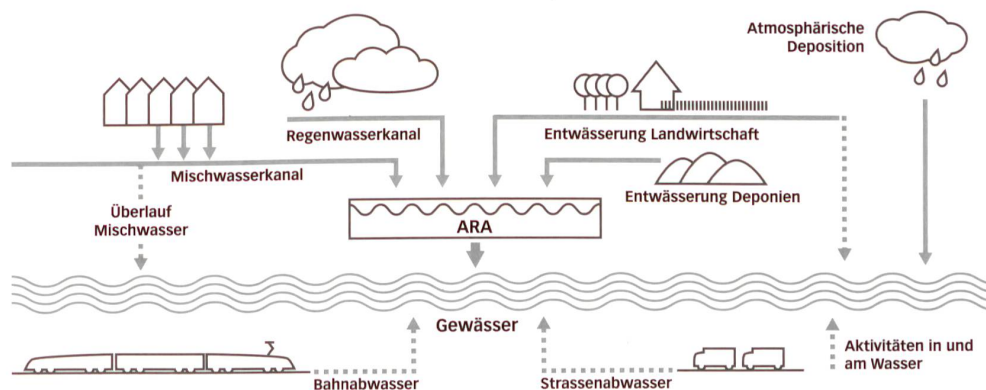 Atmosphärische
Deposition
Regenwasserkanal
Entwässerung Landwirtschaft
Mischwasserkanal
Entwässerung Deponien
Überlauf
Mischwasser
ARA
Gewässer
Aktivitäten in und
am Wasser
Bahnabwasser
Strassenabwasser